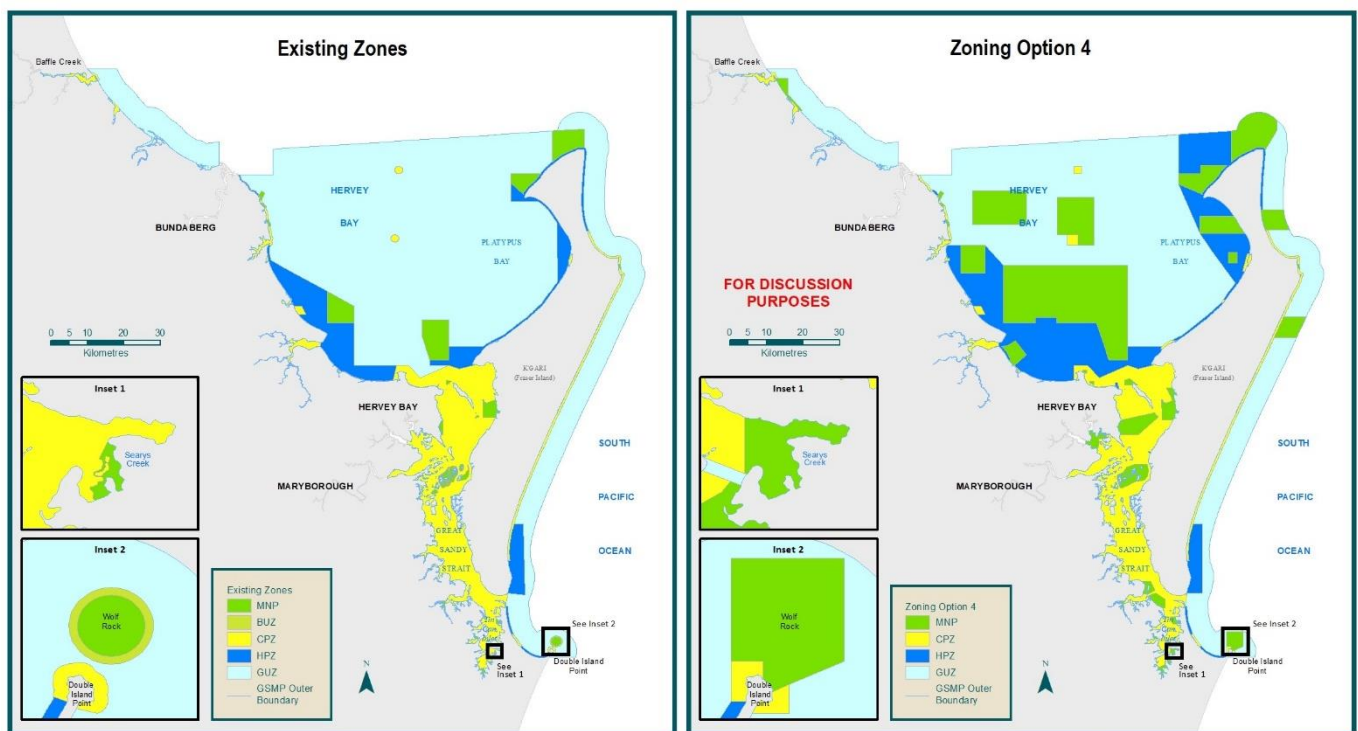 Existing Zones
Baffle Creek
HERVEY
BAY
BUNDABERG
PLATYPUS
BAY
0 5 10 20 30
Kilometres
K'GARI
(Fraser Island)
Inset 1
Searys
Creek
HERVEY BAY
MARYBOROUGH
SOUTH
PACIFIC
OCEAN
GREAT
SANDY
STRAIT
Inset 2
Wolf
Rock
Double
Island
Point
Existing Zones
MNP
BUZ
CPZ
HPZ
GUZ
GSMP Outer
Boundary
Tin
Can
Inlet
N
See
Inset 1
See Inset 2
Double Island
Point
Zoning Option 4
Baffle Creek
HERVEY
BAY
BUNDABERG
PLATYPUS
BAY
FOR DISCUSSION
PURPOSES
0 5 10 20 30
Kilometres
K'GARI
(Fraser Island)
Inset 1
Searys
Creek
HERVEY BAY
MARYBOROUGH
SOUTH
PACIFIC
OCEAN
GREAT
SANDY
STRAIT
Inset 2
Wolf
Rock
Double
Island
Point
Zoning Option 4
MNP
CPZ
HPZ
GUZ
GSMP Outer
Boundary
N
See
Inset 1
See Inset 2
Double Island
Point